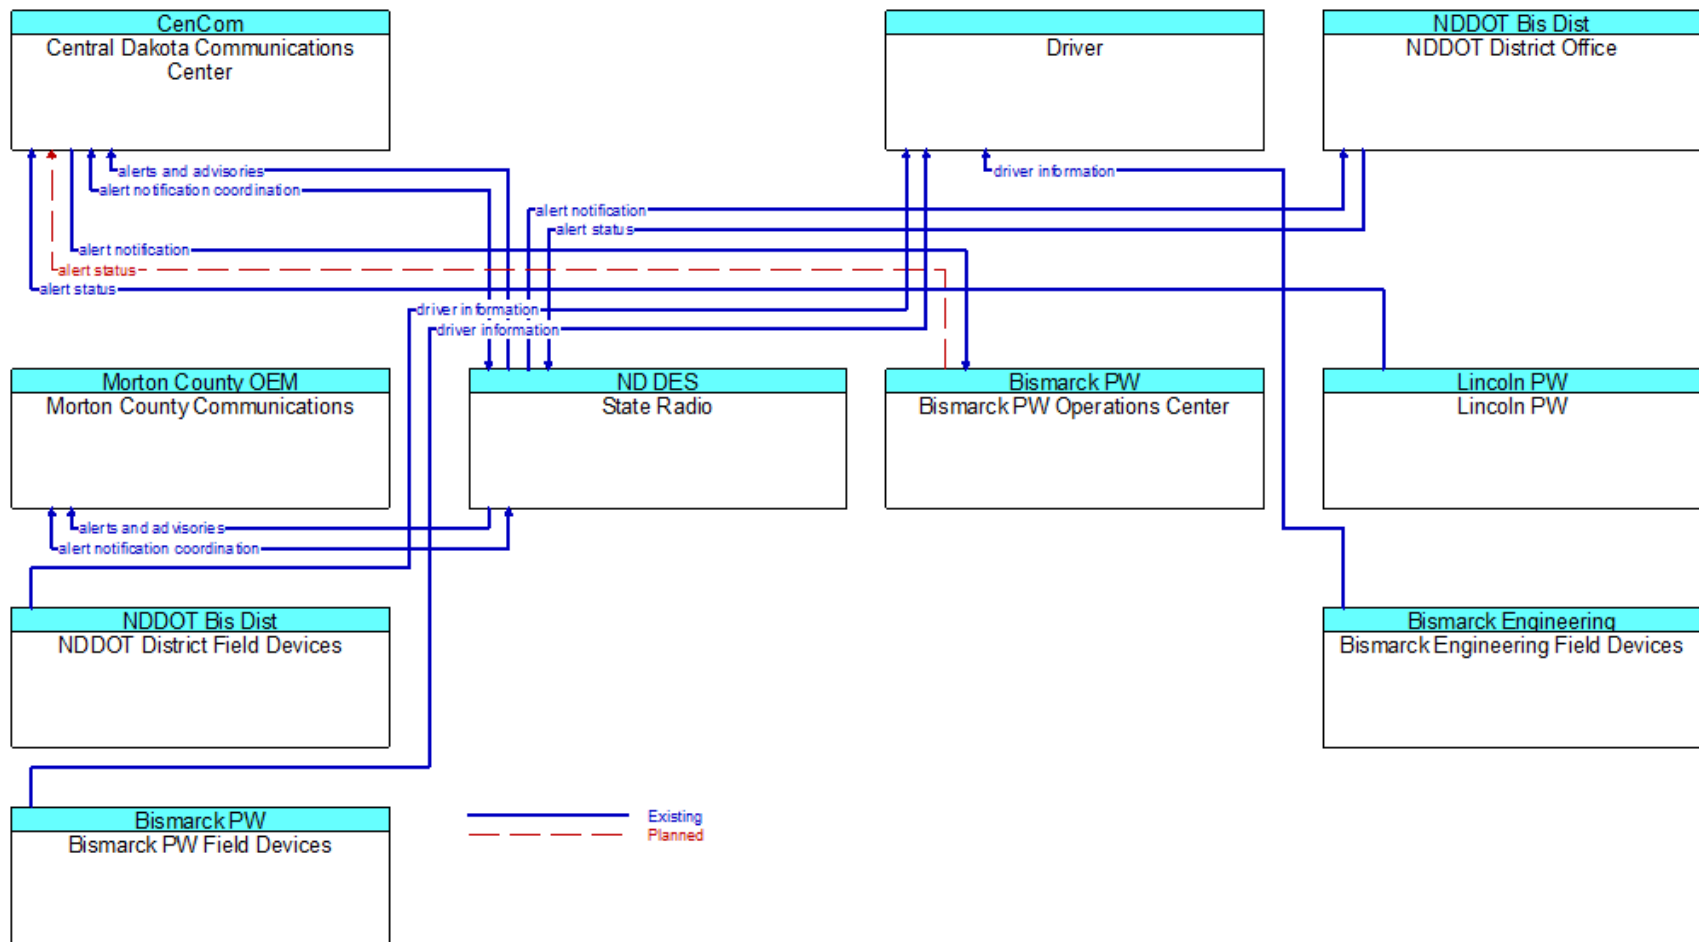 CenCom
Central Dakota Communications
Center
Driver
NDDOT Bis Dist
NDDOT District Office
alerts and advisories
driver information
alert notification coordination
alert notification
alert status
alert notification
alert status
alert status
driver information
driver information
Morton County OEM
Morton County Communications
ND DES
State Radio
Bismarck PW
Bismarck PW Operations Center
Lincoln PW
Lincoln PW
alerts and advisories
alert notification coordination
NDDOT Bis Dist
NDDOT District Field Devices
Bismarck Engineering
Bismarck Engineering Field Devices
Bismarck PW
Bismarck PW Field Devices
Existing
Planned